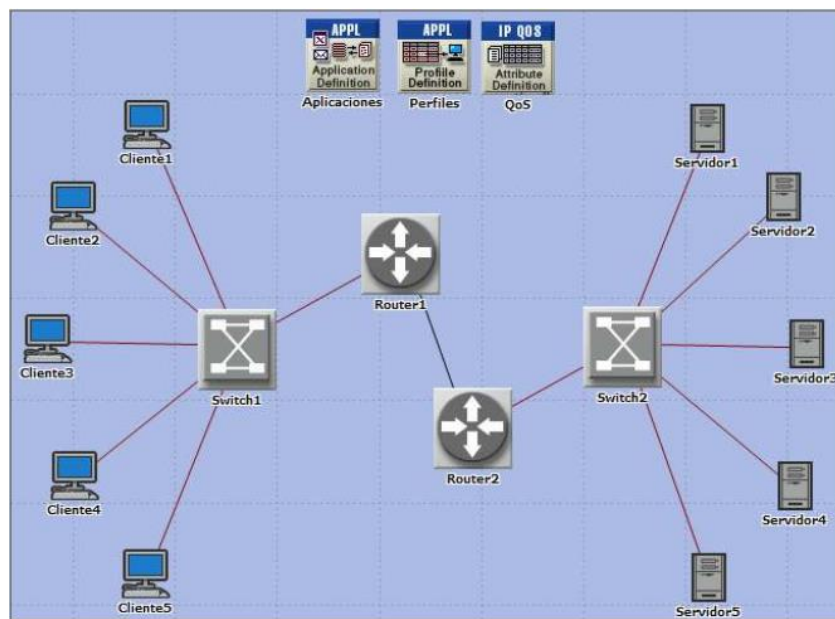 APPL
Application
Definition
Aplicaciones
APPL
Profile
Definition
Perfiles
IP QOS
Attribute
Definition
QoS
Cliente1
Servidor1
Cliente2
Servidor2
Router1
Cliente3
Switch1
Switch2
Servidor3
Router2
Cliente4
Servidor4
Cliente5
Servidor5